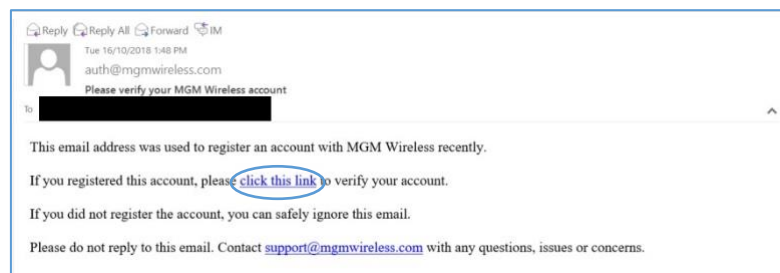 Reply Reply All Forward IM
Tue 16/10/2018 1:48 PM
auth@mgmwireless.com
Please verify your MGM Wireless account
To
This email address was used to register an account with MGM Wireless recently.
If you registered this account, please click this link to verify your account.
If you did not register the account, you can safely ignore this email.
Please do not reply to this email. Contact support@mgmwireless.com with any questions, issues or concerns.